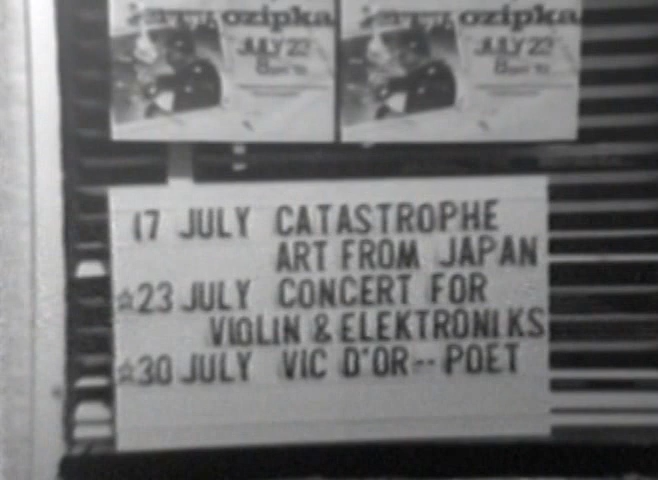 ozipka
ozipka
JULY 22
JULY 22
8pm
17 JULY CATASTROPHE
ART FROM JAPAN
☆23 JULY CONCERT FOR
VIOLIN & ELEKTRONIKS
☆30 JULY VIC D'OR-- POET